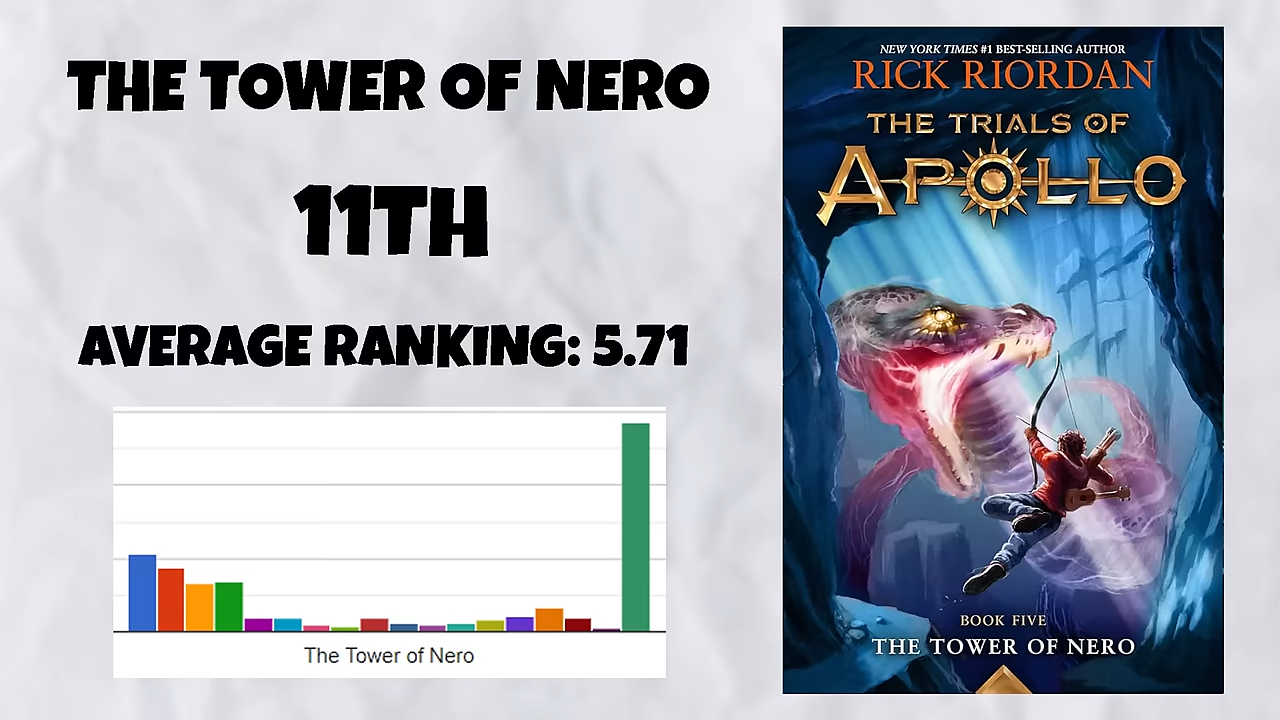 THE TOWER OF NERO
11TH
AVERAGE RANKING: 5.71
The Tower of Nero
NEW YORK TIMES #1 BEST-SELLING AUTHOR
RICK RIORDAN
THE TRIALS OF
APOLLO
BOOK FIVE
THE TOWER OF NERO